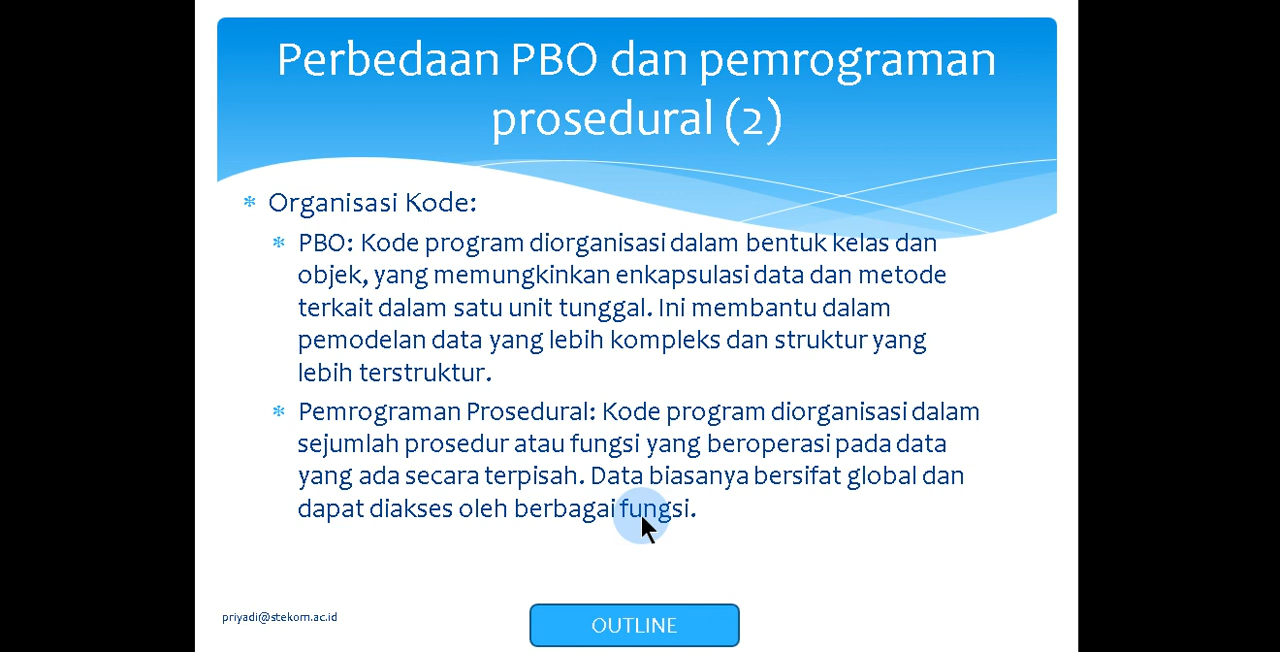 Perbedaan PBO dan pemrograman
prosedural (2)
* Organisasi Kode:
* PBO: Kode program diorganisasi dalam bentuk kelas dan
objek, yang memungkinkan enkapsulasi data dan metode
terkait dalam satu unit tunggal. Ini membantu dalam
pemodelan data yang lebih kompleks dan struktur yang
lebih terstruktur.
* Pemrograman Prosedural: Kode program diorganisasi dalam
sejumlah prosedur atau fungsi yang beroperasi pada data
yang ada secara terpisah. Data biasanya bersifat global dan
dapat diakses oleh berbagai fungsi.
priyadi@stekom.ac.id
OUTLINE